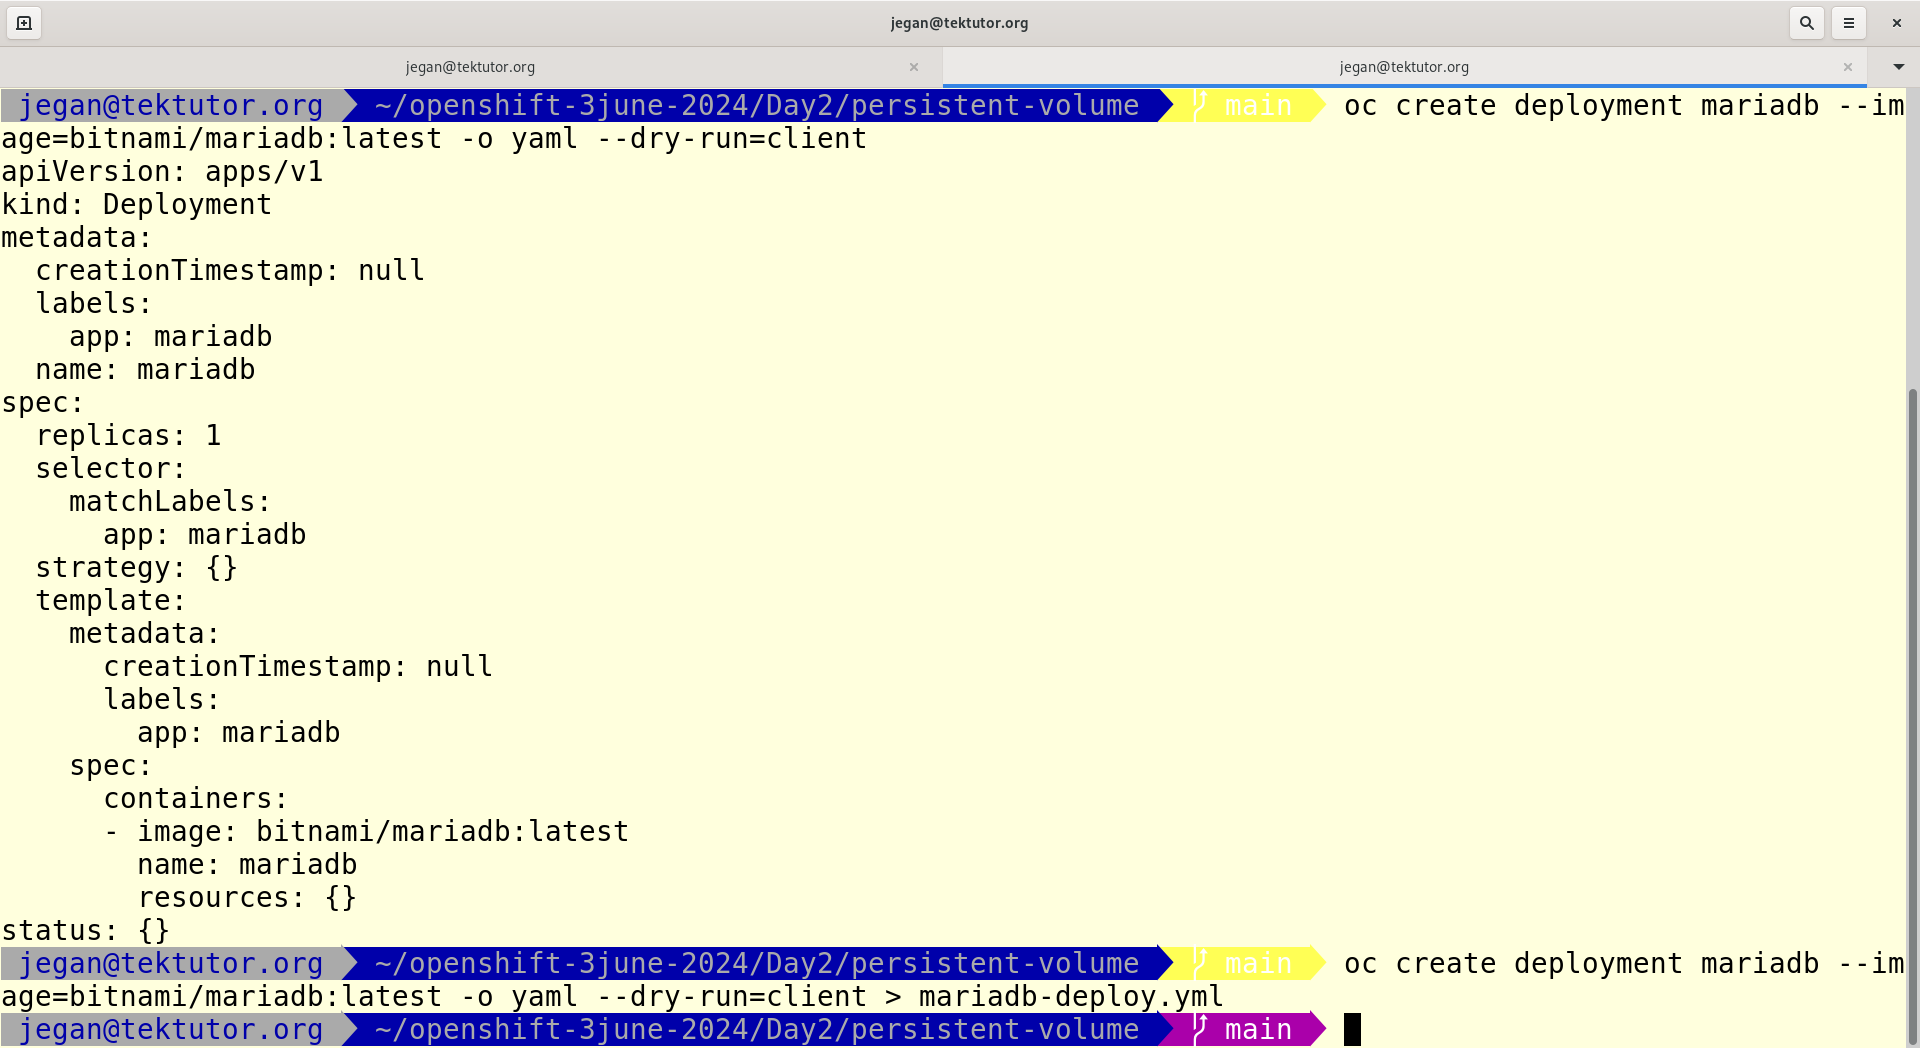 jegan@tektutor.org
jegan@tektutor.org
jegan@tektutor.org
jegan@tektutor.org ~/openshift-3june-2024/Day2/persistent-volume main oc create deployment mariadb --im
age=bitnami/mariadb:latest -o yaml --dry-run=client
apiVersion: apps/v1
kind: Deployment
metadata:
  creationTimestamp: null
  labels:
    app: mariadb
  name: mariadb
spec:
  replicas: 1
  selector:
    matchLabels:
      app: mariadb
  strategy: {}
  template:
    metadata:
      creationTimestamp: null
      labels:
        app: mariadb
    spec:
      containers:
      - image: bitnami/mariadb:latest
        name: mariadb
        resources: {}
status: {}
jegan@tektutor.org ~/openshift-3june-2024/Day2/persistent-volume main oc create deployment mariadb --im
age=bitnami/mariadb:latest -o yaml --dry-run=client > mariadb-deploy.yml
jegan@tektutor.org ~/openshift-3june-2024/Day2/persistent-volume main